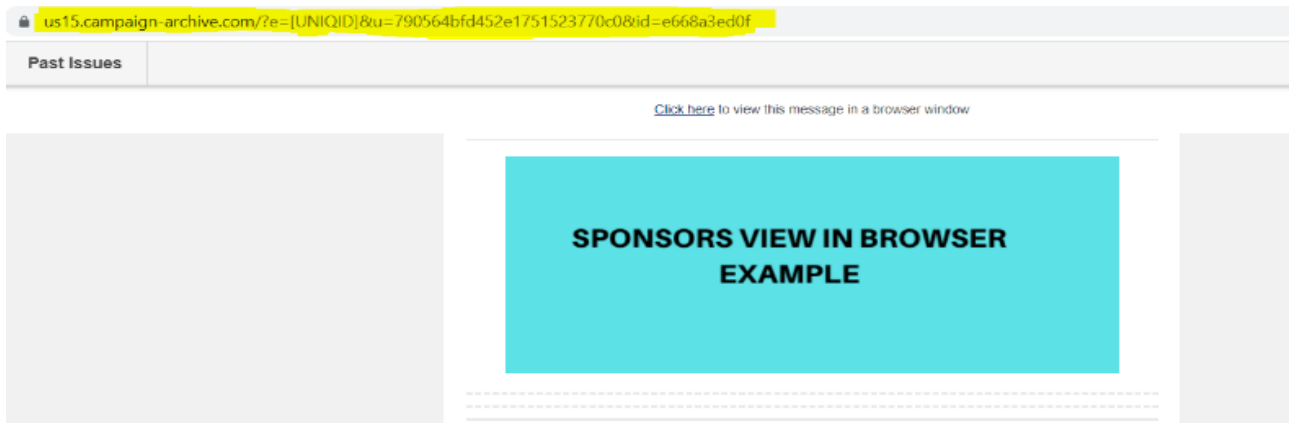 us15.campaign-archive.com/?e=[UNIQID]&u=790564bfd452e1751523770c0&id=e668a3ed0f
Past Issues
Click here to view this message in a browser window
SPONSORS VIEW IN BROWSER
EXAMPLE